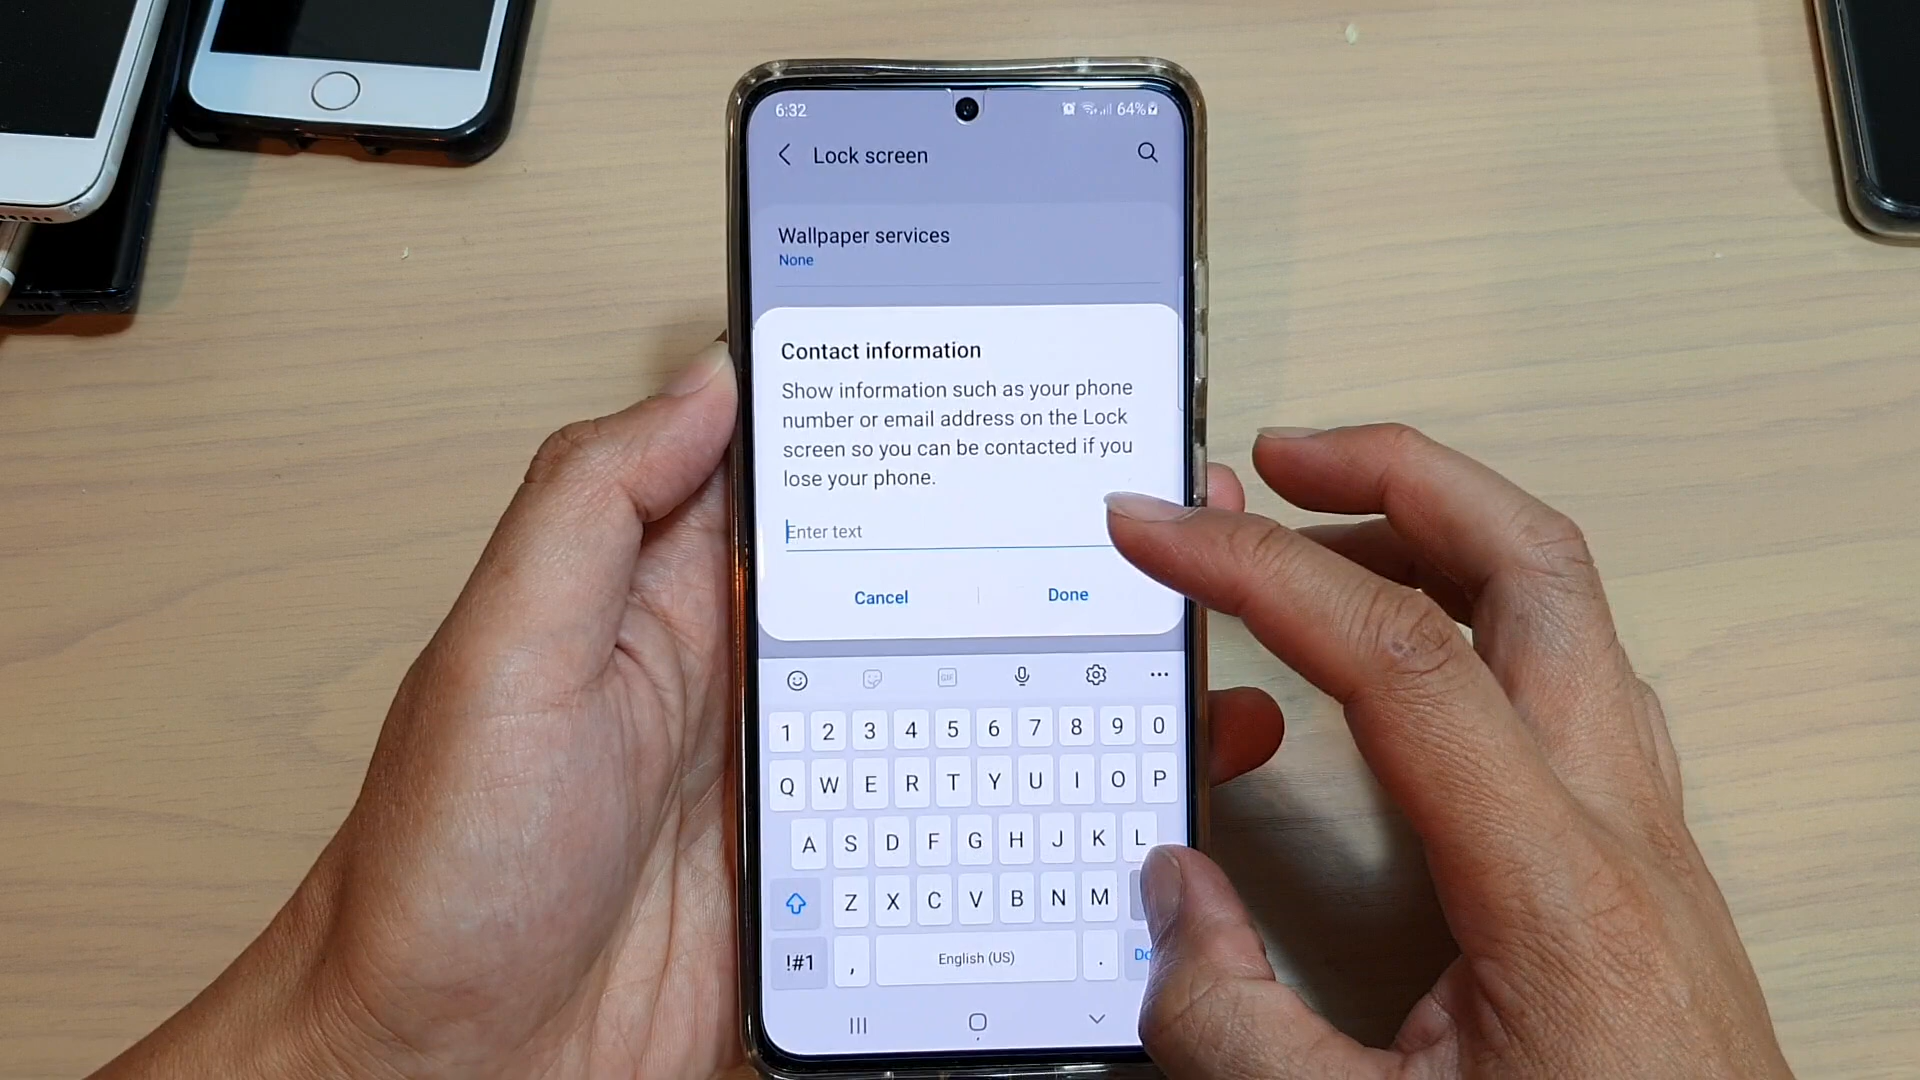 6:32 64%
Lock screen
Wallpaper services
None
Contact information
Show information such as your phone
number or email address on the Lock
screen so you can be contacted if you
lose your phone.
Enter text
Cancel Done
GIF
1 2 3 4 5 6 7 8 9 0
Q W E R T Y U I O P
A S D F G H J K L
Z X C V B N M
!#1 , English (US) .